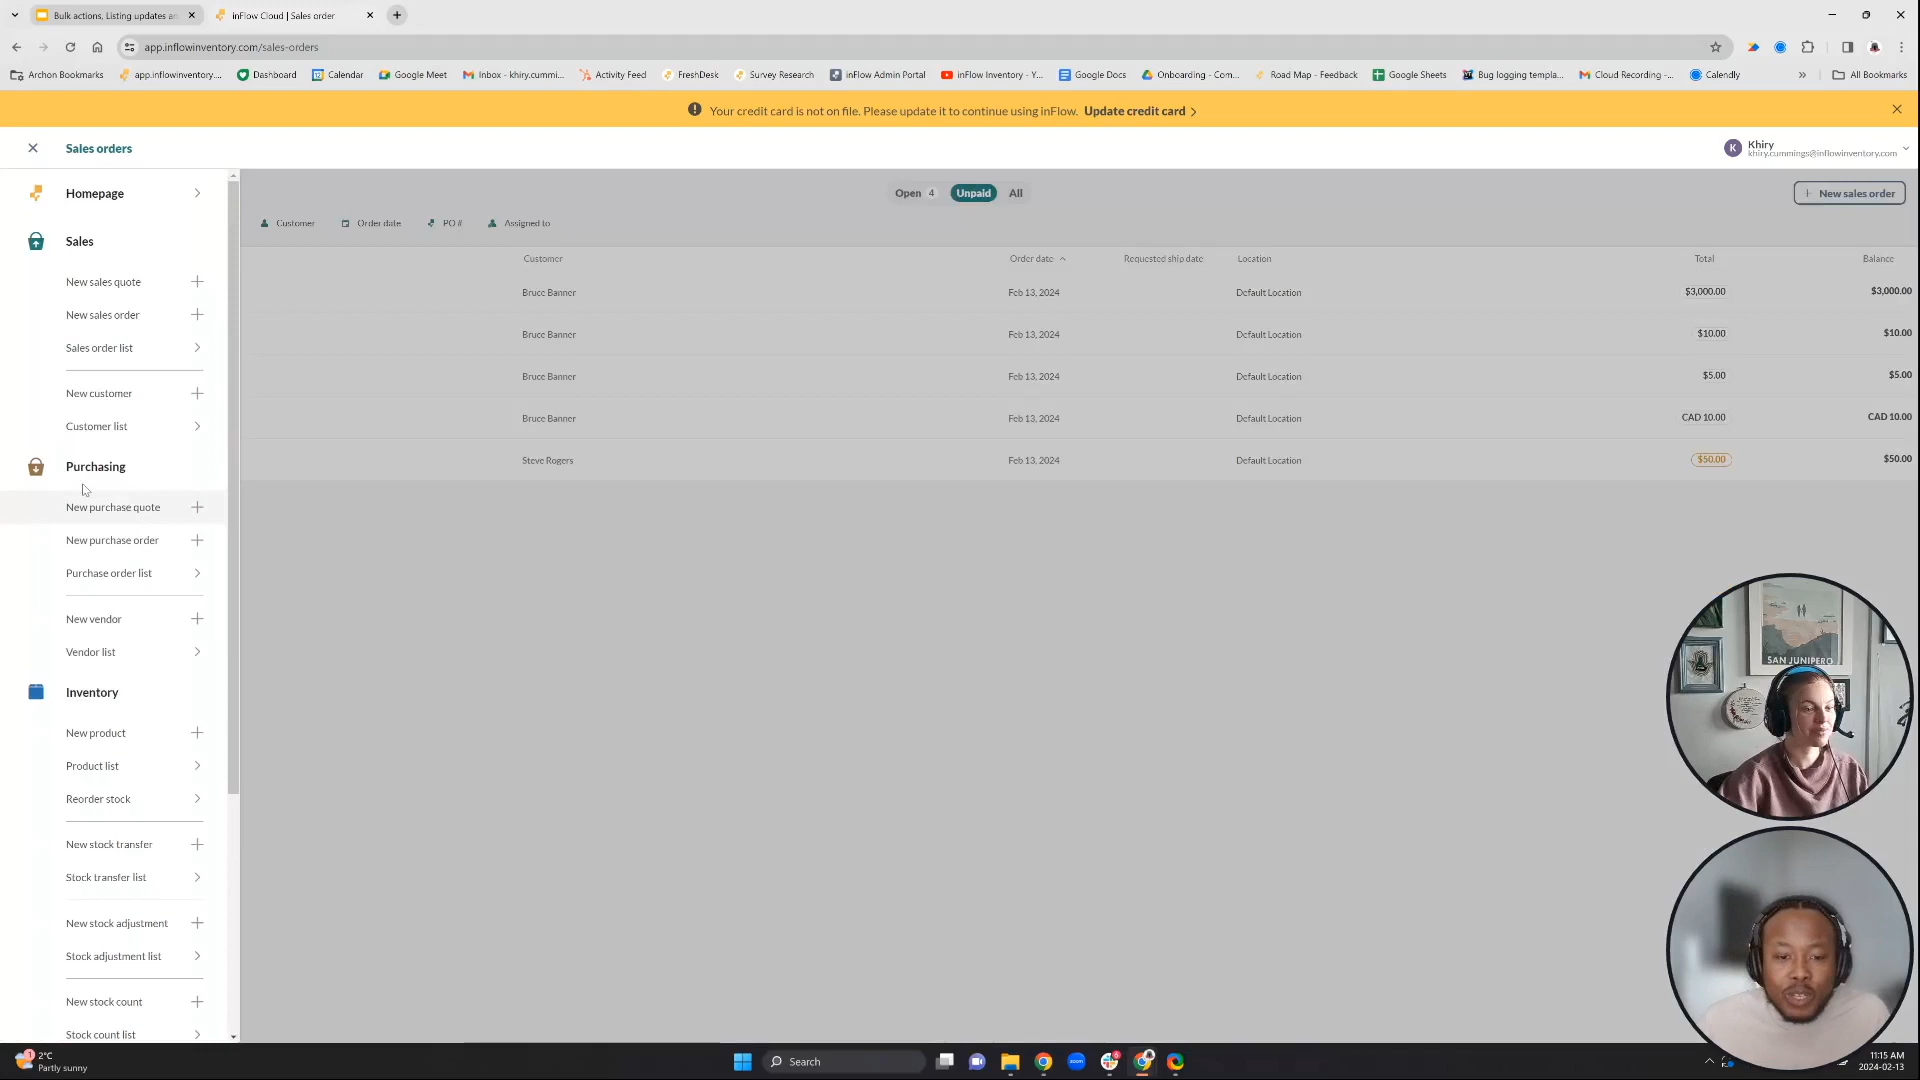 Bulk actions, Listing updates an
inFlow Cloud | Sales order
app.inflowinventory.com/sales-orders
Archon Bookmarks
app.inflowinventory....
Dashboard
Calendar
Google Meet
Inbox - khiry.cummi...
Activity Feed
FreshDesk
Survey Research
inFlow Admin Portal
inFlow Inventory - Y...
Google Docs
Onboarding - Com...
Road Map - Feedback
Google Sheets
Bug logging templa...
Cloud Recording -...
Calendly
All Bookmarks
Your credit card is not on file. Please update it to continue using inFlow. Update credit card
Sales orders
K
Khiry
khiry.cummings@inflowinventory.com
Homepage
Sales
New sales quote
New sales order
Sales order list
New customer
Customer list
Purchasing
New purchase quote
New purchase order
Purchase order list
New vendor
Vendor list
Inventory
New product
Product list
Reorder stock
New stock transfer
Stock transfer list
New stock adjustment
Stock adjustment list
New stock count
Stock count list
Open 4 Unpaid All
New sales order
Customer Order date PO # Assigned to
Customer Order date Requested ship date Location Total Balance
Bruce Banner Feb 13, 2024 Default Location $3,000.00 $3,000.00
Bruce Banner Feb 13, 2024 Default Location $10.00 $10.00
Bruce Banner Feb 13, 2024 Default Location $5.00 $5.00
Bruce Banner Feb 13, 2024 Default Location CAD 10.00 CAD 10.00
Steve Rogers Feb 13, 2024 Default Location $50.00 $50.00
SAN JUNIPERO
2°C
Partly sunny
Search
zoom
11:15 AM
2024-02-13